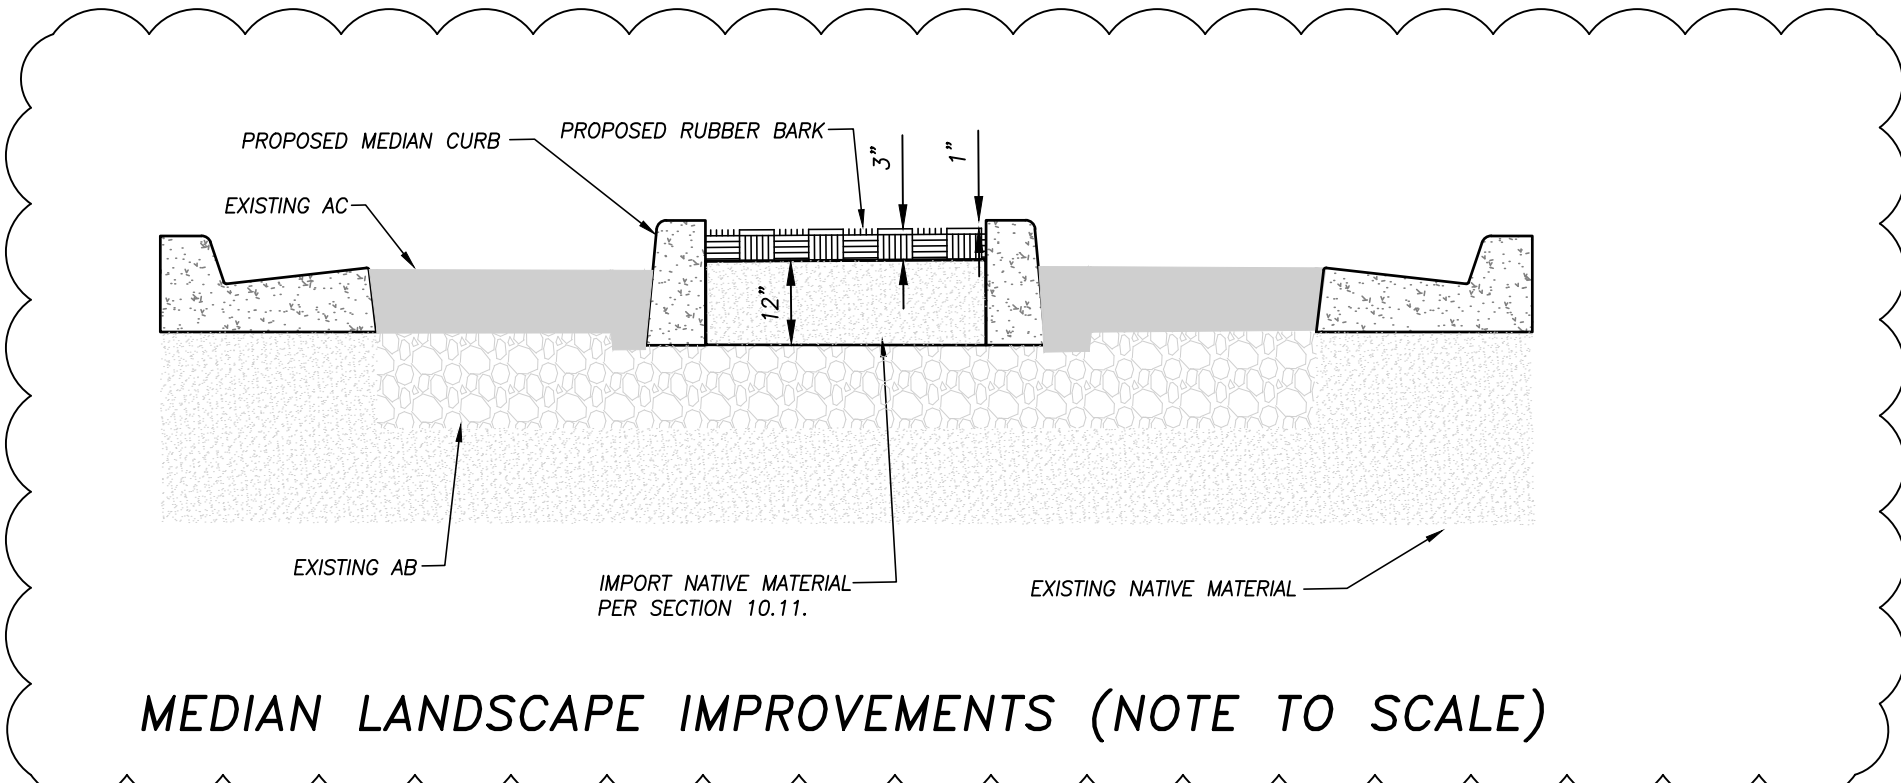 PROPOSED MEDIAN CURB
PROPOSED RUBBER BARK
3"
1"
EXISTING AC
12"
EXISTING AB
IMPORT NATIVE MATERIAL
PER SECTION 10.11.
EXISTING NATIVE MATERIAL
MEDIAN LANDSCAPE IMPROVEMENTS (NOTE TO SCALE)